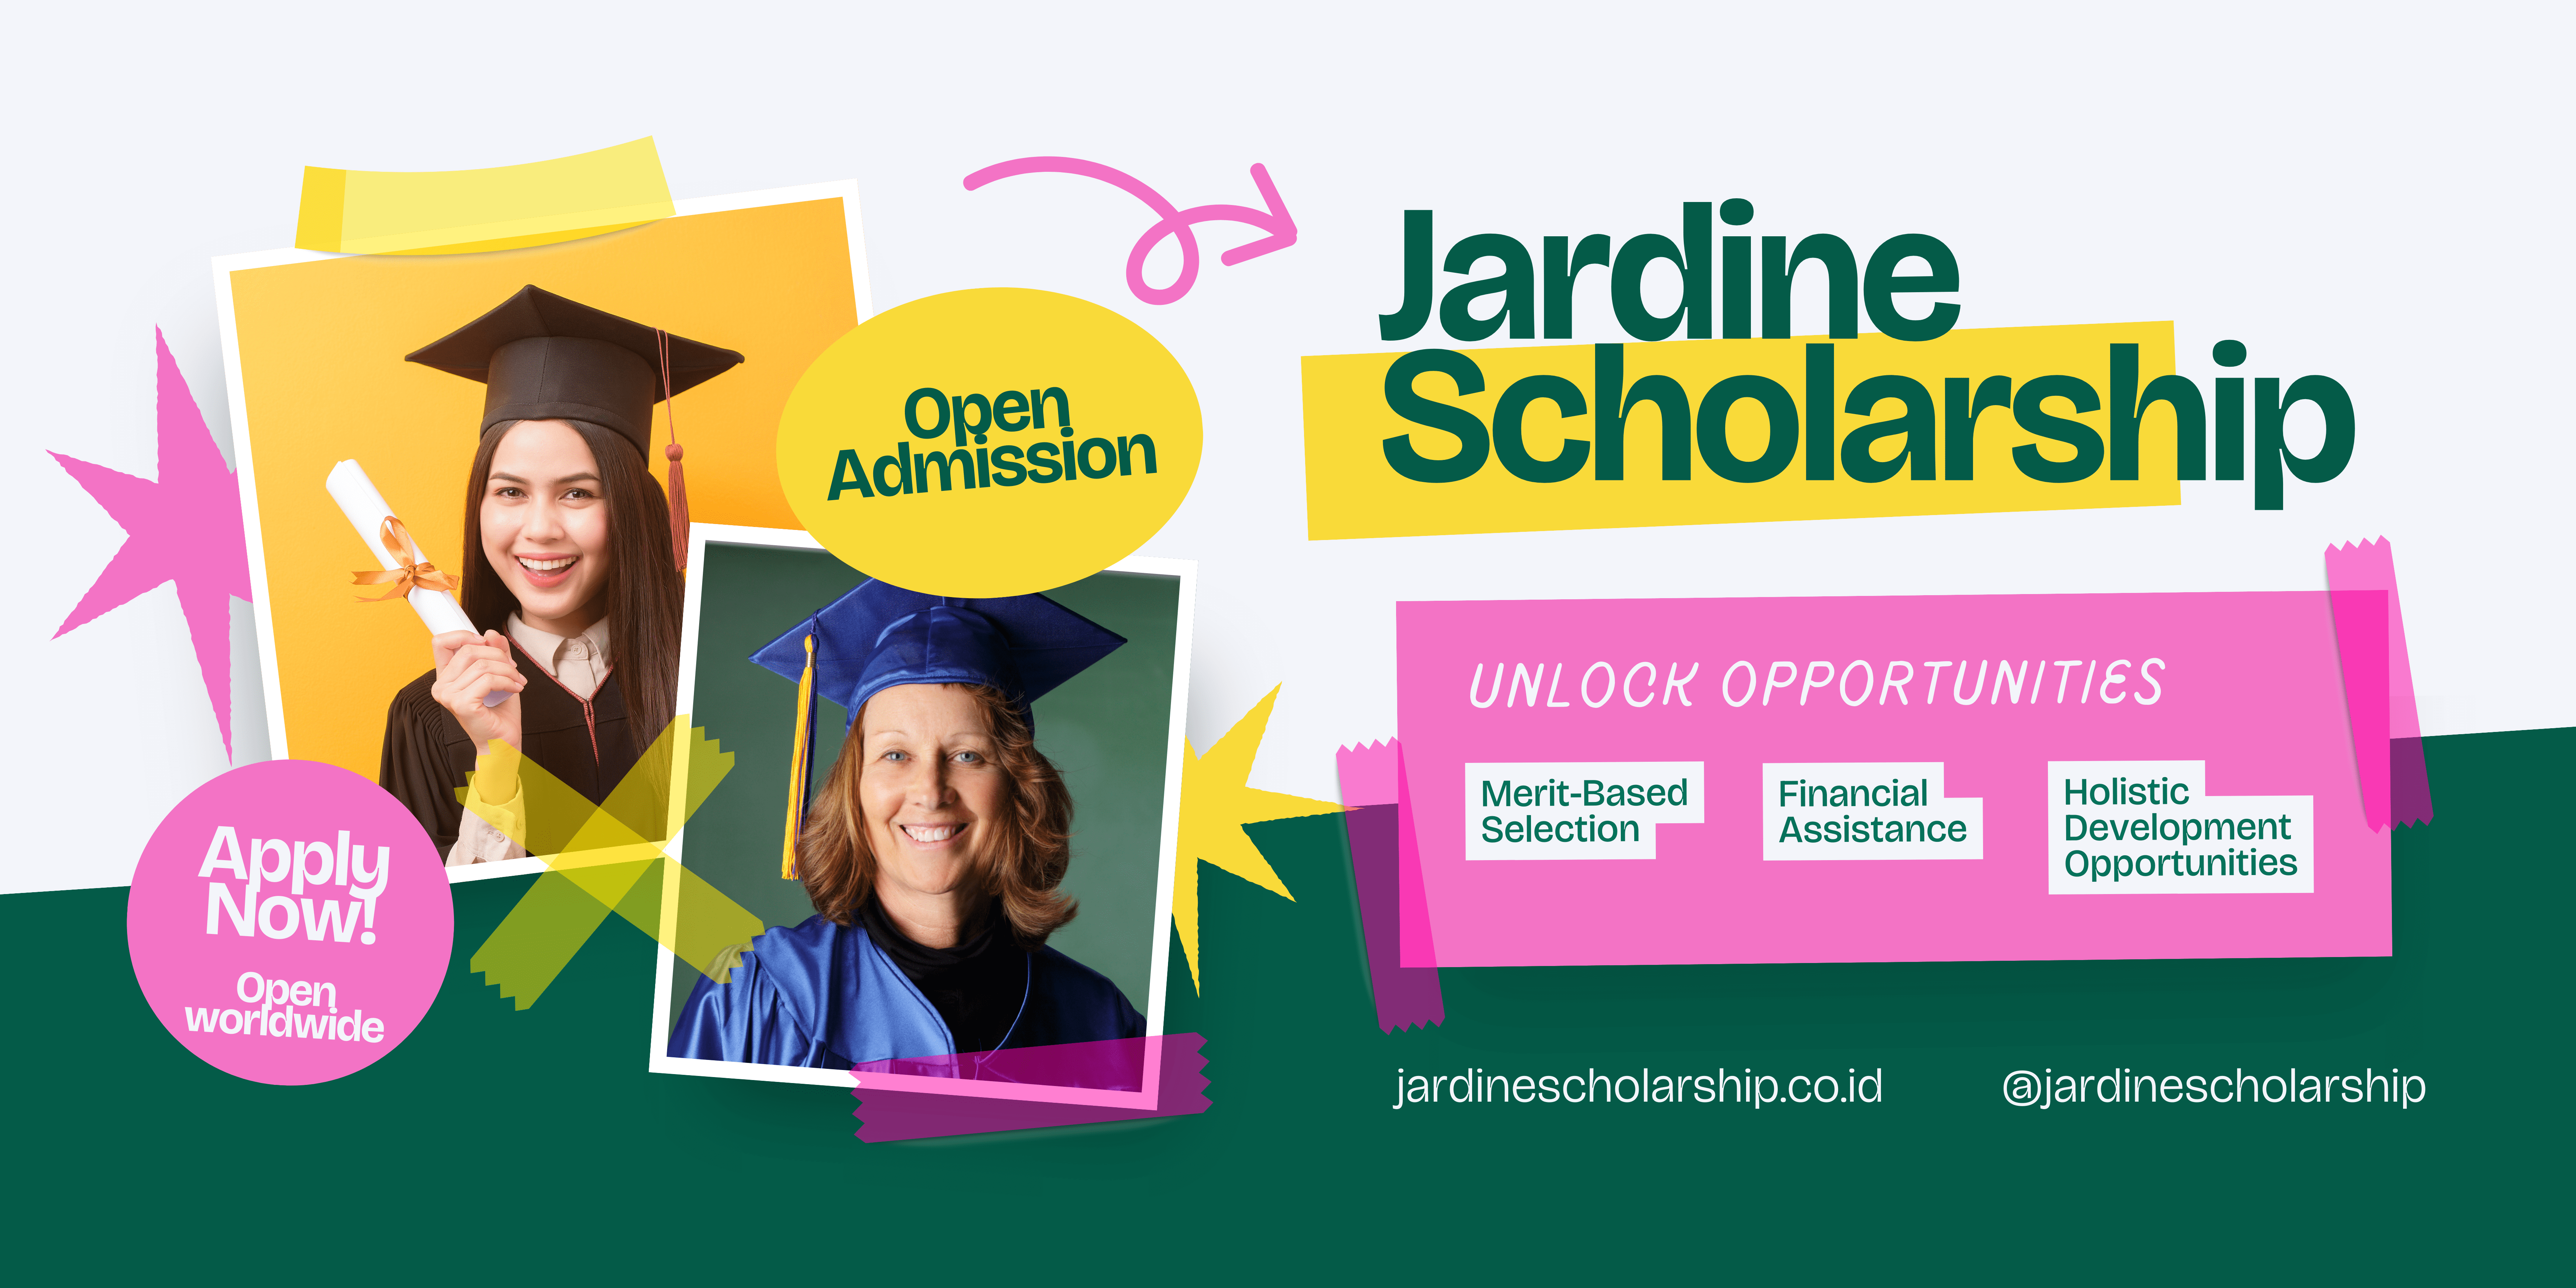 Jardine
Scholarship
Open
Admission
UNLOCK OPPORTUNITIES
Merit-Based
Selection
Financial
Assistance
Holistic
Development
Opportunities
Apply
Now!
Open
worldwide
jardinescholarship.co.id
@jardinescholarship